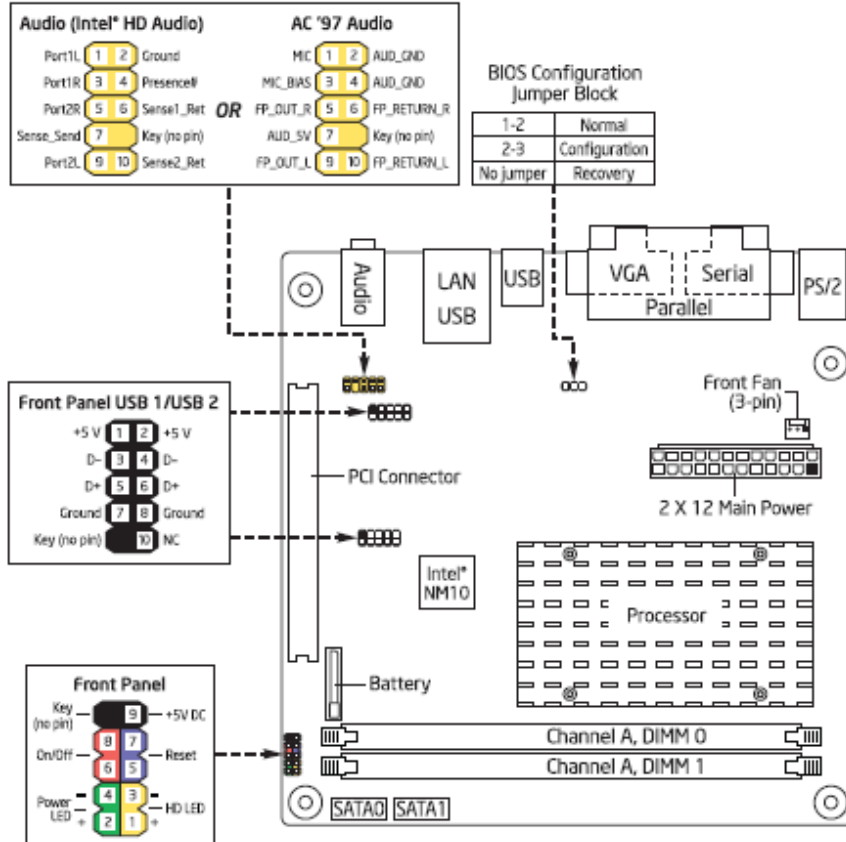 Audio (Intel® HD Audio)
Port1L 1 2 Ground
Port1R 3 4 Presence#
Port2R 5 6 Sense1_Ret
Sense_Send 7 Key (no pin)
Port2L 9 10 Sense2_Ret
OR
AC '97 Audio
MIC 1 2 AUD_GND
MIC_BIAS 3 4 AUD_GND
FP_OUT_R 5 6 FP_RETURN_R
AUD_5V 7 Key (no pin)
FP_OUT_L 9 10 FP_RETURN_L
BIOS Configuration
Jumper Block
1-2 Normal
2-3 Configuration
No jumper Recovery
Audio
LAN
USB
USB
VGA
Serial
Parallel
PS/2
Front Panel USB 1/USB 2
+5 V 1 2 +5 V
D- 3 4 D-
D+ 5 6 D+
Ground 7 8 Ground
Key (no pin) 10 NC
Front Fan
(3-pin)
PCI Connector
2 X 12 Main Power
Intel®
NM10
Processor
Battery
Front Panel
Key
(no pin)
9 +5V DC
8 7
On/Off Reset
6 5
4 3
Power
LED
HD LED
+ 2 1 +
Channel A, DIMM 0
Channel A, DIMM 1
SATA0 SATA1